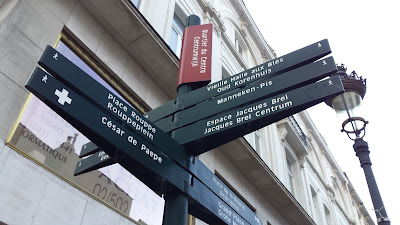 Quartier du Centre
Centrumwijk
Vieille Halle aux Blés
Oud Korenhuis
Manneken-Pis
Espace Jacques Brel
Jacques Brel Centrum
Place Rouppe
Rouppeplein
César de Paepe